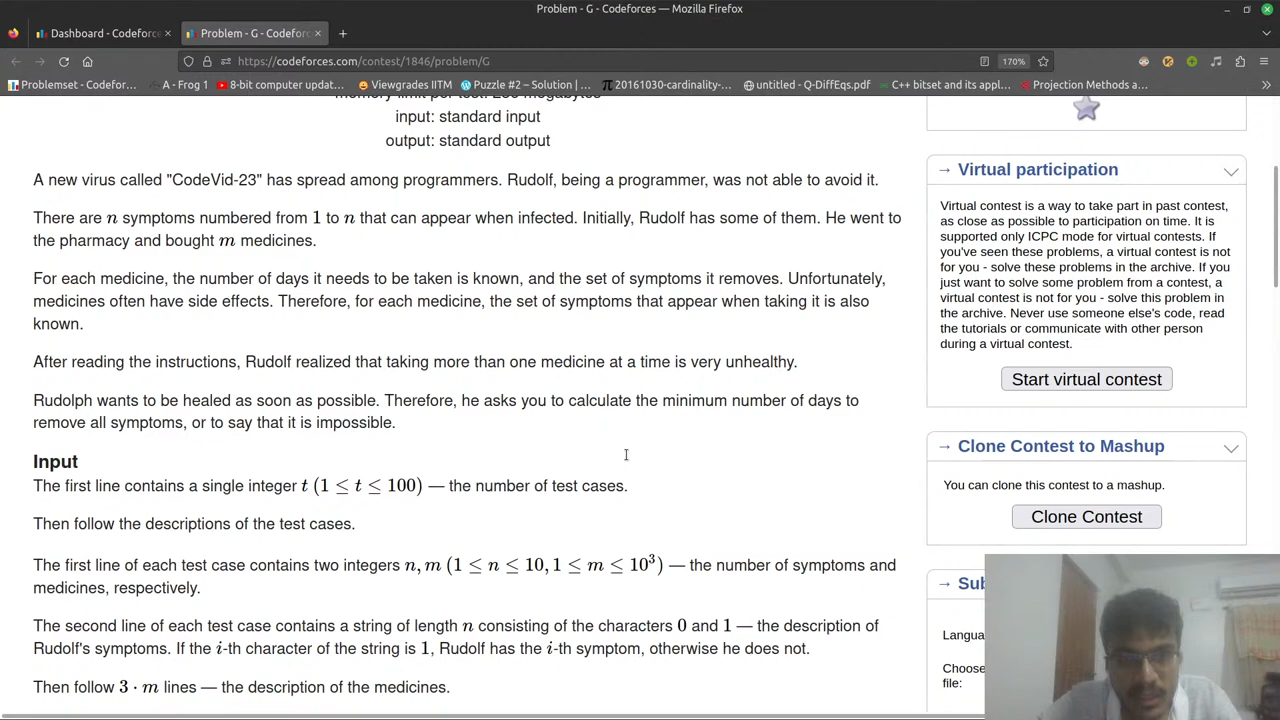 Problem - G - Codeforces — Mozilla Firefox
Dashboard - Codeforc × Problem - G - Codeforc × +
https://codeforces.com/contest/1846/problem/G 170%
Problemset - Codefor... A - Frog 1 8-bit computer updat... Viewgrades IITM Puzzle #2 – Solution | ... 20161030-cardinality-... untitled - Q-DiffEqs.pdf C++ bitset and its appl... Projection Methods a...
input: standard input
output: standard output
A new virus called "CodeVid-23" has spread among programmers. Rudolf, being a programmer, was not able to avoid it.
There are n symptoms numbered from 1 to n that can appear when infected. Initially, Rudolf has some of them. He went to
the pharmacy and bought m medicines.
For each medicine, the number of days it needs to be taken is known, and the set of symptoms it removes. Unfortunately,
medicines often have side effects. Therefore, for each medicine, the set of symptoms that appear when taking it is also
known.
After reading the instructions, Rudolf realized that taking more than one medicine at a time is very unhealthy.
Rudolph wants to be healed as soon as possible. Therefore, he asks you to calculate the minimum number of days to
remove all symptoms, or to say that it is impossible.
Input
The first line contains a single integer t (1 ≤ t ≤ 100) — the number of test cases.
Then follow the descriptions of the test cases.
The first line of each test case contains two integers n, m (1 ≤ n ≤ 10, 1 ≤ m ≤ 10³) — the number of symptoms and
medicines, respectively.
The second line of each test case contains a string of length n consisting of the characters 0 and 1 — the description of
Rudolf's symptoms. If the i-th character of the string is 1, Rudolf has the i-th symptom, otherwise he does not.
Then follow 3 · m lines — the description of the medicines.
→ Virtual participation
Virtual contest is a way to take part in past contest,
as close as possible to participation on time. It is
supported only ICPC mode for virtual contests. If
you've seen these problems, a virtual contest is not
for you - solve these problems in the archive. If you
just want to solve some problem from a contest, a
virtual contest is not for you - solve this problem in
the archive. Never use someone else's code, read
the tutorials or communicate with other person
during a virtual contest.
Start virtual contest
→ Clone Contest to Mashup
You can clone this contest to a mashup.
Clone Contest
→ Sub
Langua
Choose
file: